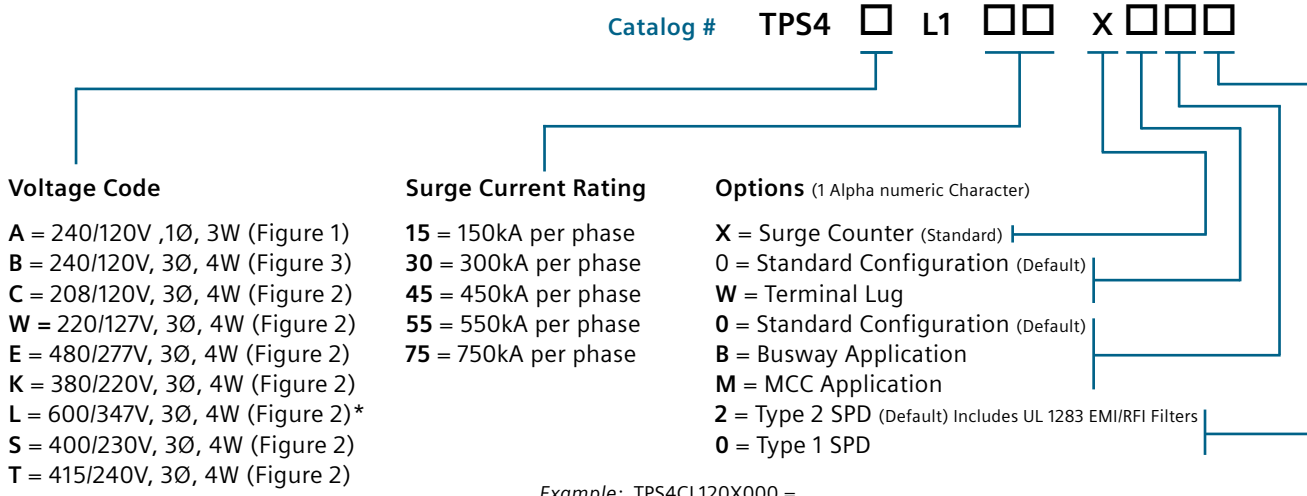 Catalog # TPS4 □ L1 □□ X □□□
Voltage Code
A = 240/120V ,1Ø, 3W (Figure 1)
B = 240/120V, 3Ø, 4W (Figure 3)
C = 208/120V, 3Ø, 4W (Figure 2)
W = 220/127V, 3Ø, 4W (Figure 2)
E = 480/277V, 3Ø, 4W (Figure 2)
K = 380/220V, 3Ø, 4W (Figure 2)
L = 600/347V, 3Ø, 4W (Figure 2)*
S = 400/230V, 3Ø, 4W (Figure 2)
T = 415/240V, 3Ø, 4W (Figure 2)
Surge Current Rating
15 = 150kA per phase
30 = 300kA per phase
45 = 450kA per phase
55 = 550kA per phase
75 = 750kA per phase
Options (1 Alpha numeric Character)
X = Surge Counter (Standard)
0 = Standard Configuration (Default)
W = Terminal Lug
0 = Standard Configuration (Default)
B = Busway Application
M = MCC Application
2 = Type 2 SPD (Default) Includes UL 1283 EMI/RFI Filters
0 = Type 1 SPD
Example: TPS4CL120X000 =